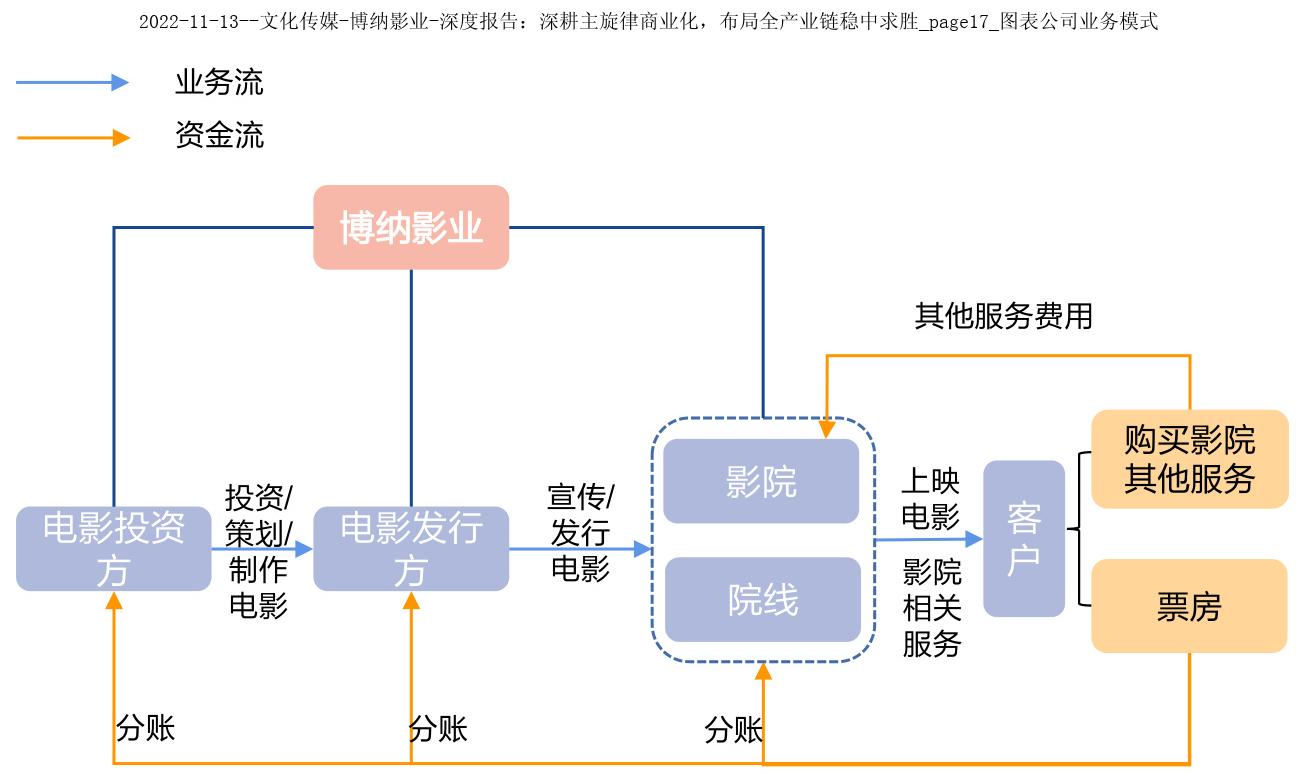 2022-11-13--文化传媒-博纳影业-深度报告：深耕主旋律商业化，布局全产业链稳中求胜_page17_图表公司业务模式
业务流
资金流
博纳影业
其他服务费用
电影投资
方
投资/
策划/
制作
电影
电影发行
方
宣传/
发行
电影
影院
院线
上映
电影
影院
相关
服务
客
户
购买影院
其他服务
票房
分账
分账
分账